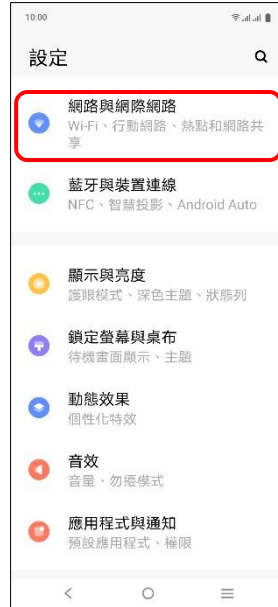 10:00
設定
網路與網際網路
Wi-Fi、行動網路、熱點和網路共
享
藍牙與裝置連線
NFC、智慧投影、Android Auto
顯示與亮度
護眼模式、深色主題、狀態列
鎖定螢幕與桌布
待機畫面顯示、主題
動態效果
個性化特效
音效
音量、勿擾模式
應用程式與通知
預設應用程式、權限